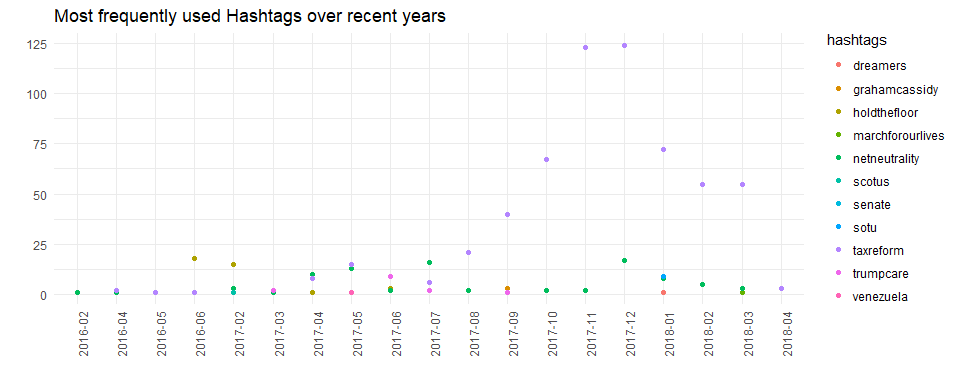 Most frequently used Hashtags over recent years
125
100
75
50
25
0
2016-02
2016-04
2016-05
2016-06
2017-02
2017-03
2017-04
2017-05
2017-06
2017-07
2017-08
2017-09
2017-10
2017-11
2017-12
2018-01
2018-02
2018-03
2018-04
hashtags
dreamers
grahamcassidy
holdthefloor
marchforourlives
netneutrality
scotus
senate
sotu
taxreform
trumpcare
venezuela